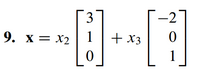 9. x = x₂ [3 1 0] + x₃ [−2 0 1]